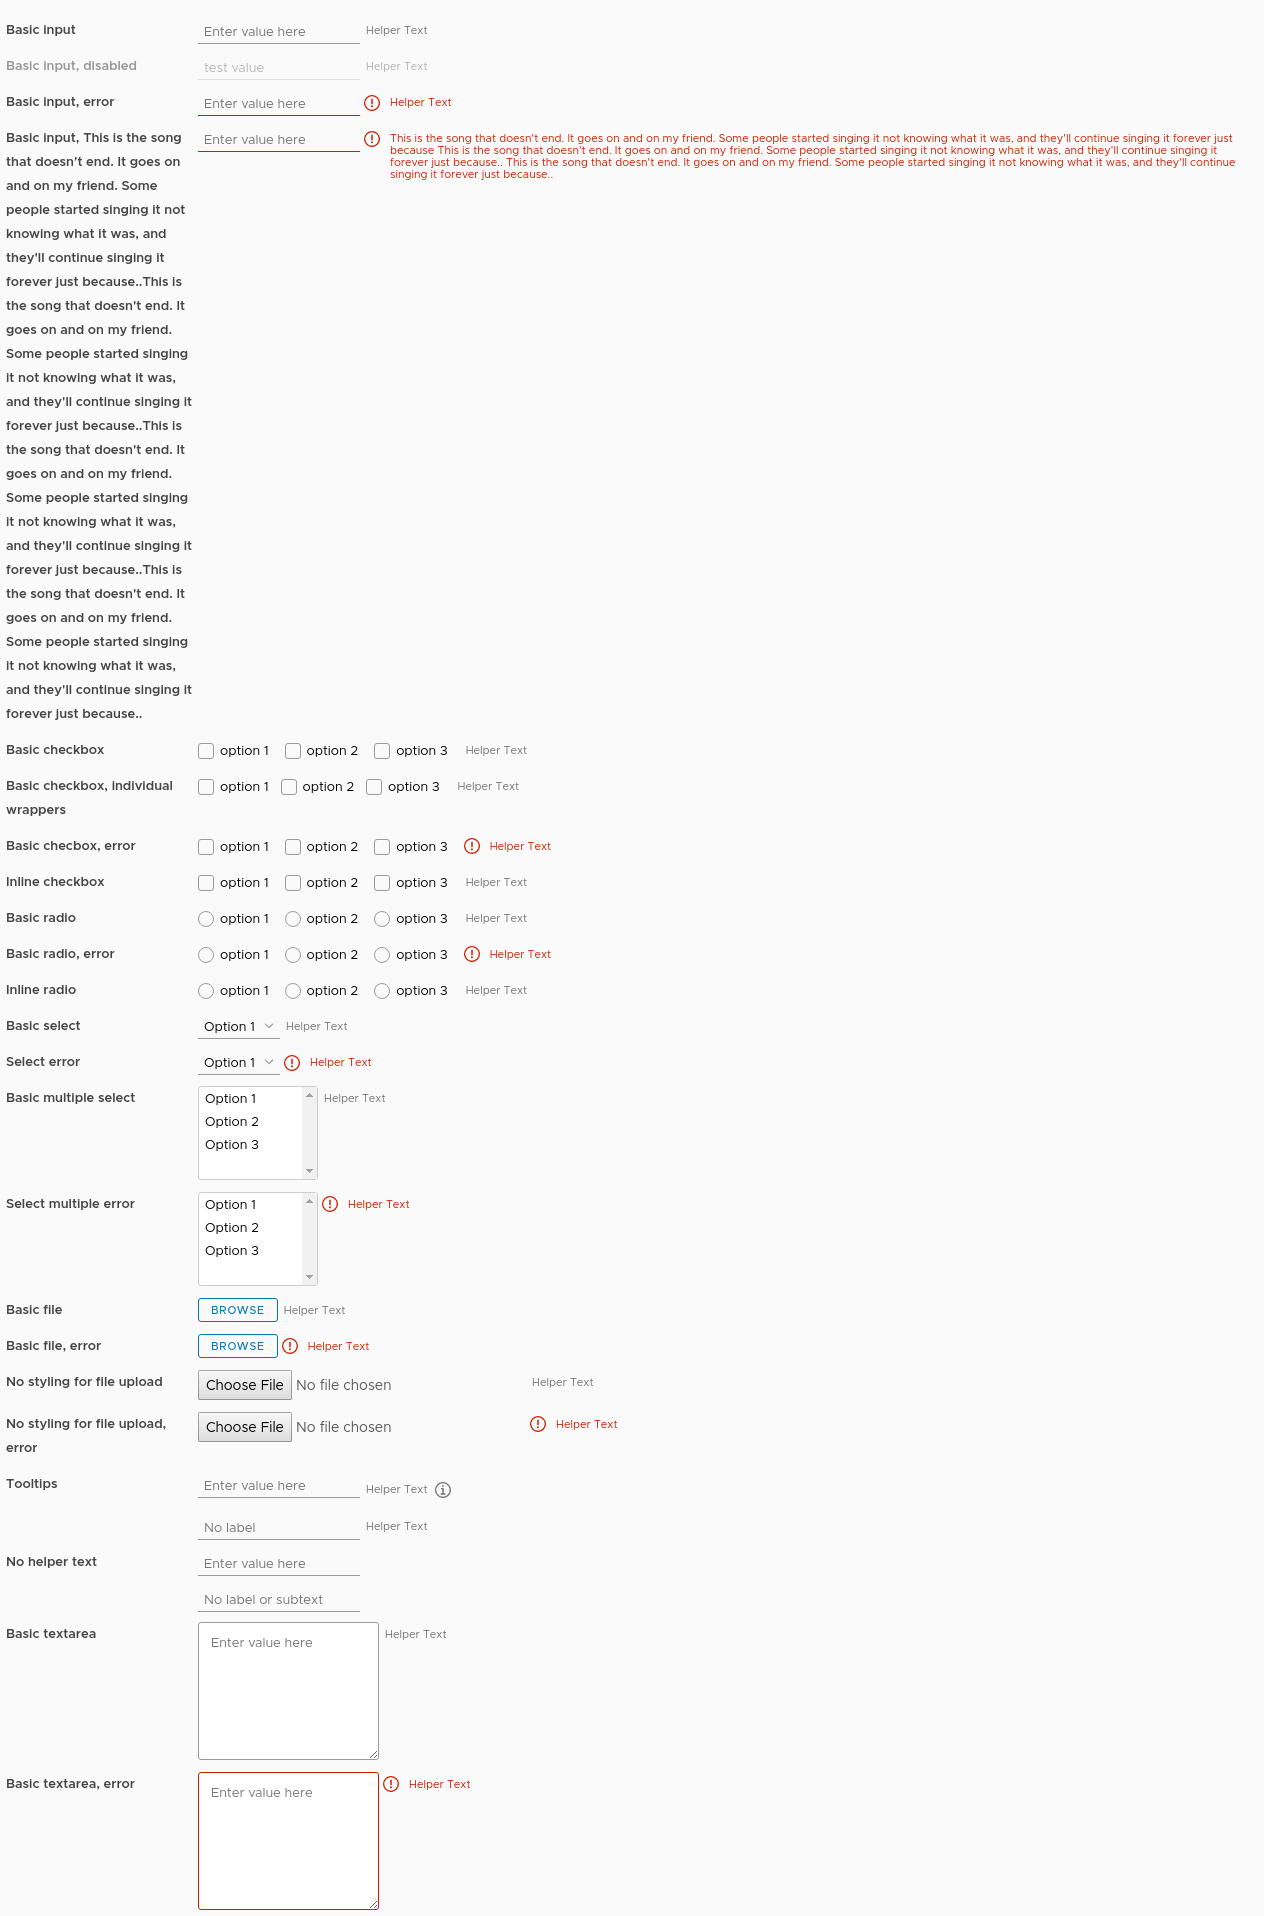 Basic input
Enter value here
Helper Text
Basic input, disabled
test value
Helper Text
Basic input, error
Enter value here
Helper Text
Basic input, This is the song
that doesn't end. It goes on
and on my friend. Some
people started singing it not
knowing what it was, and
they'll continue singing it
forever just because..This is
the song that doesn't end. It
goes on and on my friend.
Some people started singing
it not knowing what it was,
and they'll continue singing it
forever just because..This is
the song that doesn't end. It
goes on and on my friend.
Some people started singing
it not knowing what it was,
and they'll continue singing it
forever just because..This is
the song that doesn't end. It
goes on and on my friend.
Some people started singing
it not knowing what it was,
and they'll continue singing it
forever just because..
Enter value here
This is the song that doesn't end. It goes on and on my friend. Some people started singing it not knowing what it was, and they'll continue singing it forever just
because This is the song that doesn't end. It goes on and on my friend. Some people started singing it not knowing what it was, and they'll continue singing it
forever just because.. This is the song that doesn't end. It goes on and on my friend. Some people started singing it not knowing what it was, and they'll continue
singing it forever just because..
Basic checkbox
option 1 option 2 option 3
Helper Text
Basic checkbox, individual
wrappers
option 1 option 2 option 3
Helper Text
Basic checbox, error
option 1 option 2 option 3
Helper Text
Inline checkbox
option 1 option 2 option 3
Helper Text
Basic radio
option 1 option 2 option 3
Helper Text
Basic radio, error
option 1 option 2 option 3
Helper Text
Inline radio
option 1 option 2 option 3
Helper Text
Basic select
Option 1
Helper Text
Select error
Option 1
Helper Text
Basic multiple select
Option 1
Option 2
Option 3
Helper Text
Select multiple error
Option 1
Option 2
Option 3
Helper Text
Basic file
BROWSE
Helper Text
Basic file, error
BROWSE
Helper Text
No styling for file upload
Choose File No file chosen
Helper Text
No styling for file upload,
error
Choose File No file chosen
Helper Text
Tooltips
Enter value here
Helper Text
No label
Helper Text
No helper text
Enter value here
No label or subtext
Basic textarea
Enter value here
Helper Text
Basic textarea, error
Enter value here
Helper Text